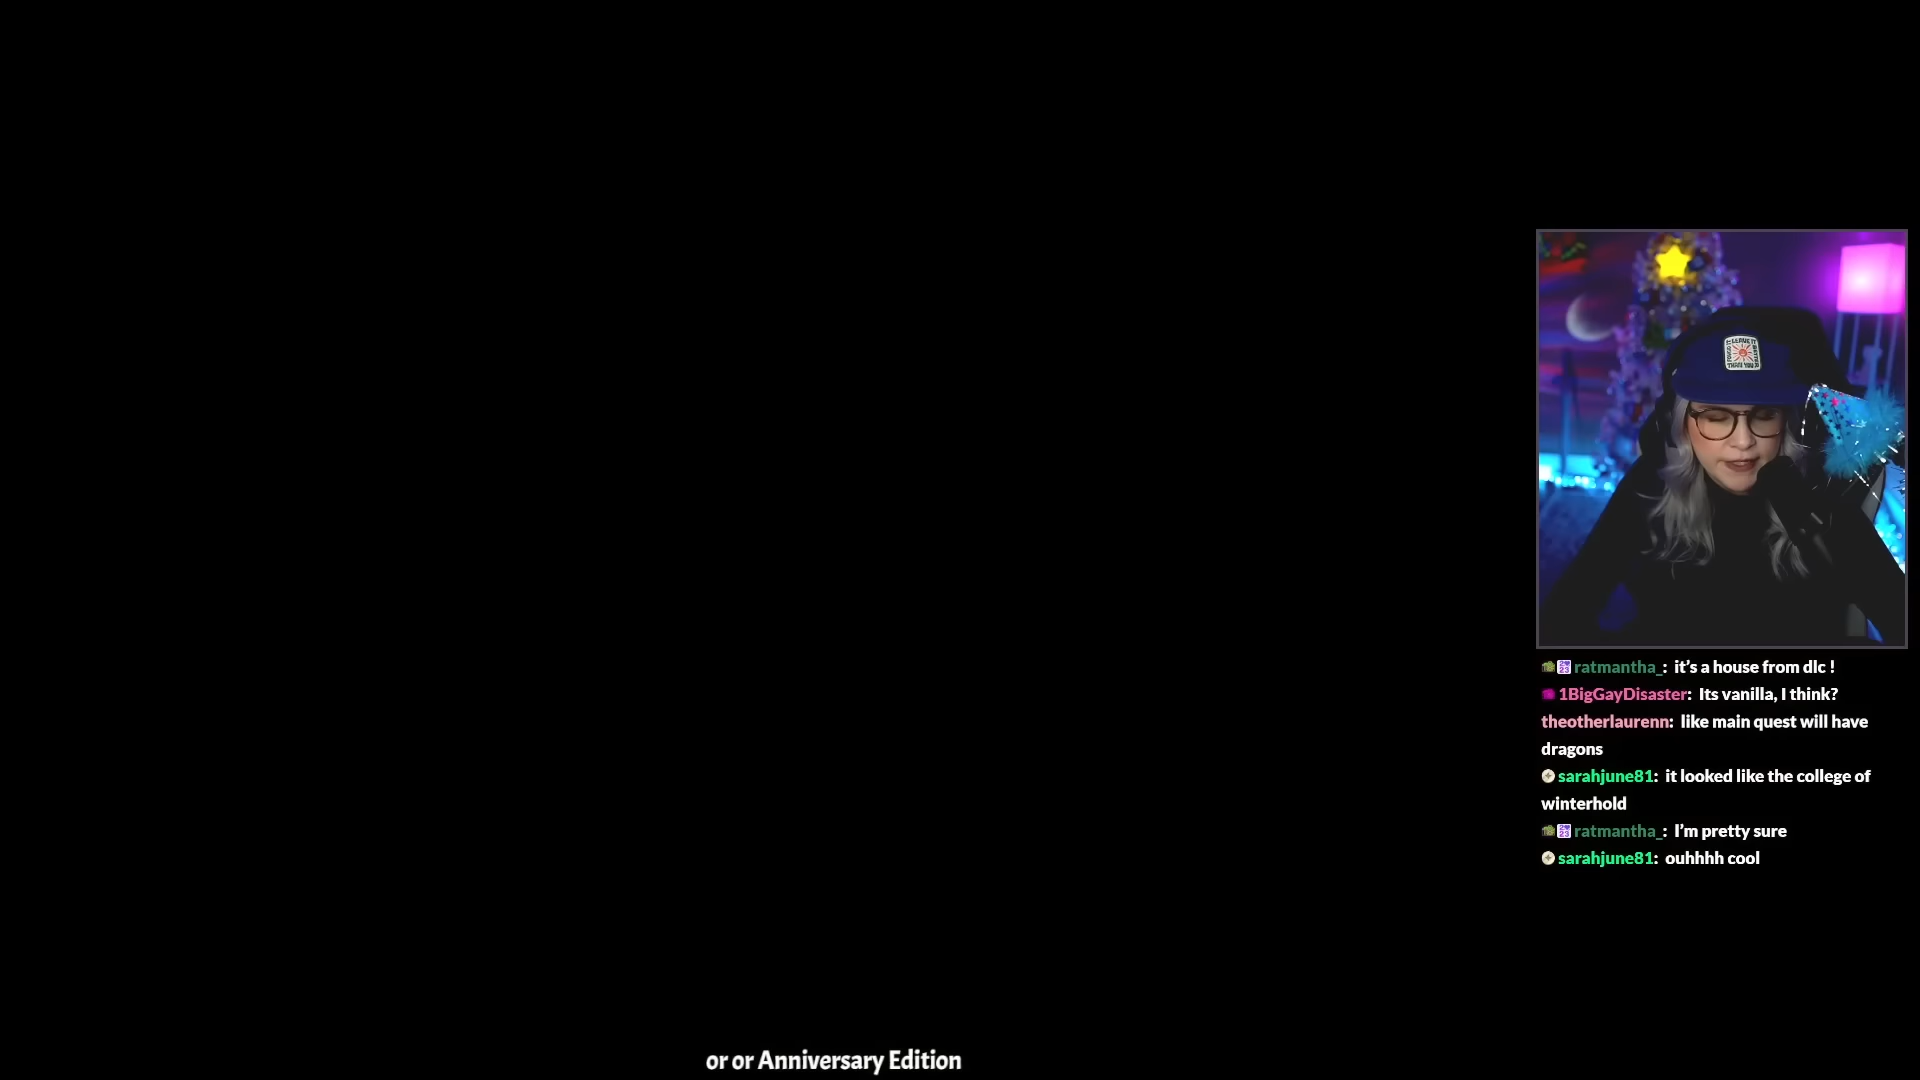 ratmantha_: it's a house from dlc !
1BigGayDisaster: Its vanilla, I think?
theotherlaurenn: like main quest will have
dragons
sarahjune81: it looked like the college of
winterhold
ratmantha_: I'm pretty sure
sarahjune81: ouhhhh cool
or or Anniversary Edition